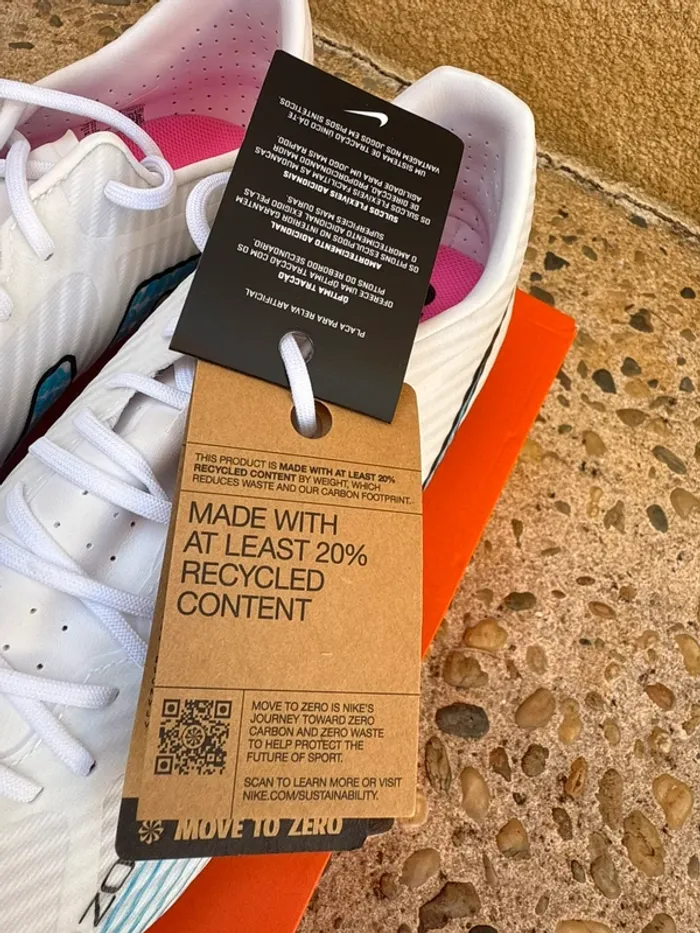 PLACA PARA RELVA ARTIFICIAL
ÓPTIMA TRACÇÃO
OFERECE UMA ÓPTIMA TRACÇÃO COM OS
PITONS DO REBORDO SECUNDÁRIO.
AMORTECIMENTO ADICIONAL
OS PITONS ESCULPIDOS NO INTERIOR GARANTEM
O AMORTECIMENTO ADICIONAL EXIGIDO PELAS
SUPERFÍCIES MAIS DURAS.
SULCOS FLEXÍVEIS ADICIONAIS
OS SULCOS FLEXÍVEIS FACILITAM AS MUDANÇAS
DE DIRECÇÃO, PROPORCIONANDO MAIOR
AGILIDADE PARA UM JOGO MAIS RÁPIDO.
UM SISTEMA DE TRACÇÃO ÚNICO DÁ-TE
VANTAGEM NOS JOGOS EM PISOS SINTÉTICOS.
THIS PRODUCT IS MADE WITH AT LEAST 20%
RECYCLED CONTENT BY WEIGHT, WHICH
REDUCES WASTE AND OUR CARBON FOOTPRINT.
MADE WITH
AT LEAST 20%
RECYCLED
CONTENT
MOVE TO ZERO IS NIKE'S
JOURNEY TOWARD ZERO
CARBON AND ZERO WASTE
TO HELP PROTECT THE
FUTURE OF SPORT.
SCAN TO LEARN MORE OR VISIT
NIKE.COM/SUSTAINABILITY.
MOVE TO ZERO
ZO